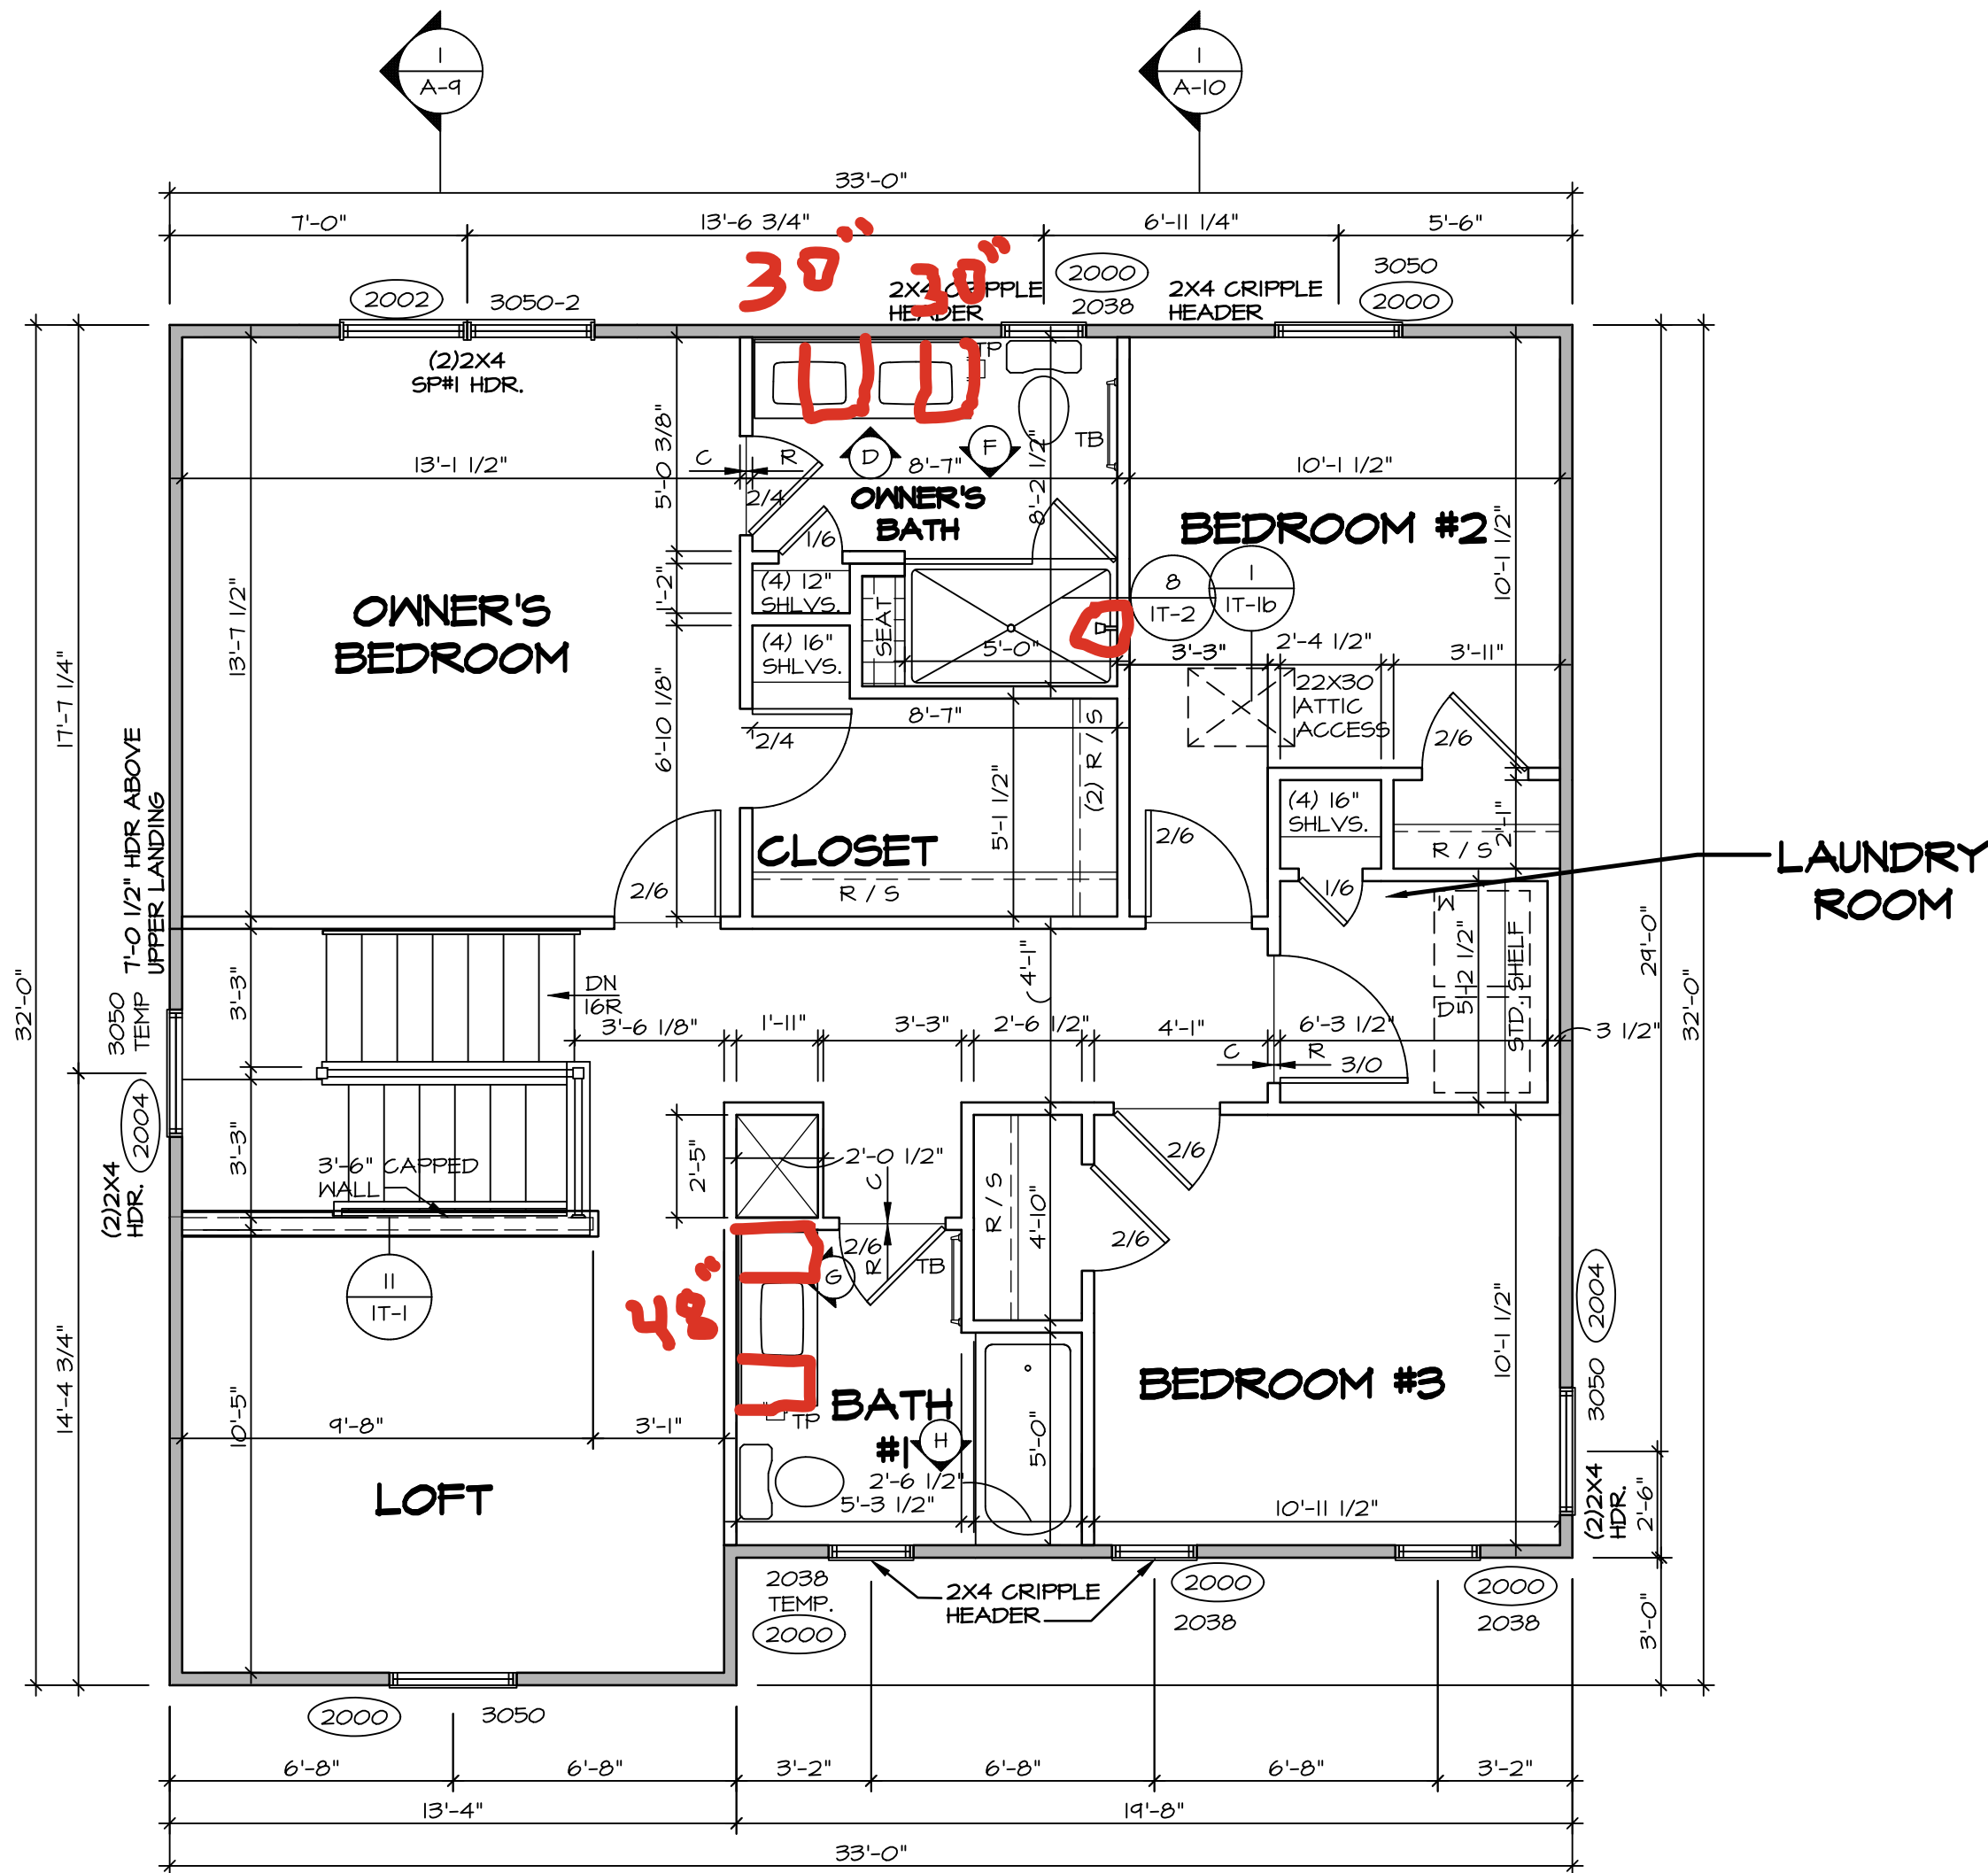 1
A-9
1
A-10
33'-0"
7'-0"
13'-6 3/4"
6'-11 1/4"
5'-6"
30"
30"
2002
3050-2
2X4 CRIPPLE
HEADER
2000
2038
2X4 CRIPPLE
HEADER
3050
2000
(2)2X4
SP#1 HDR.
TP
TB
13'-1 1/2"
5'-0 3/8"
C
R
2/4
D
F
8'-7"
8'-2 1/2"
10'-1 1/2"
OWNER'S
BATH
BEDROOM #2
10'-1 1/2"
1/6
(4) 12"
SHLVS.
1'-2"
8
IT-2
1
IT-1b
OWNER'S
BEDROOM
13'-7 1/2"
(4) 16"
SHLVS.
SEAT
5'-0"
3'-3"
2'-4 1/2"
3'-11"
22X30
ATTIC
ACCESS
17'-7 1/4"
6'-10 1/8"
2/4
8'-7"
(2) R/S
2/6
7'-0 1/2" HDR ABOVE
UPPER LANDING
5'-1 1/2"
(4) 16"
SHLVS.
2'-1"
R / S
CLOSET
2/6
R / S
2/6
1/6
LAUNDRY
ROOM
W
32'-0"
3050
TEMP
3'-3"
DN
16R
4'-1"
5'-2 1/2"
STD. SHELF
D
29'-0"
32'-0"
3'-6 1/8"
1'-11"
3'-3"
2'-6 1/2"
4'-1"
6'-3 1/2"
3 1/2"
C
R
3/0
2004
(2)2X4
HDR.
3'-3"
3'-6" CAPPED
WALL
2'-5"
2'-0 1/2"
C
R
2/6
R / S
4'-10"
2/6
2/6
G
TB
11
IT-1
48"
14'-4 3/4"
10'-5"
2004
3050
10'-1 1/2"
BEDROOM #3
BATH
#1
TP
H
9'-8"
3'-1"
5'-0"
LOFT
2'-6 1/2"
5'-3 1/2"
10'-11 1/2"
(2)2X4
HDR.
2'-6"
2038
TEMP.
2000
2X4 CRIPPLE
HEADER
2000
2038
2000
2038
3'-0"
2000
3050
6'-8"
6'-8"
3'-2"
6'-8"
6'-8"
3'-2"
13'-4"
19'-8"
33'-0"